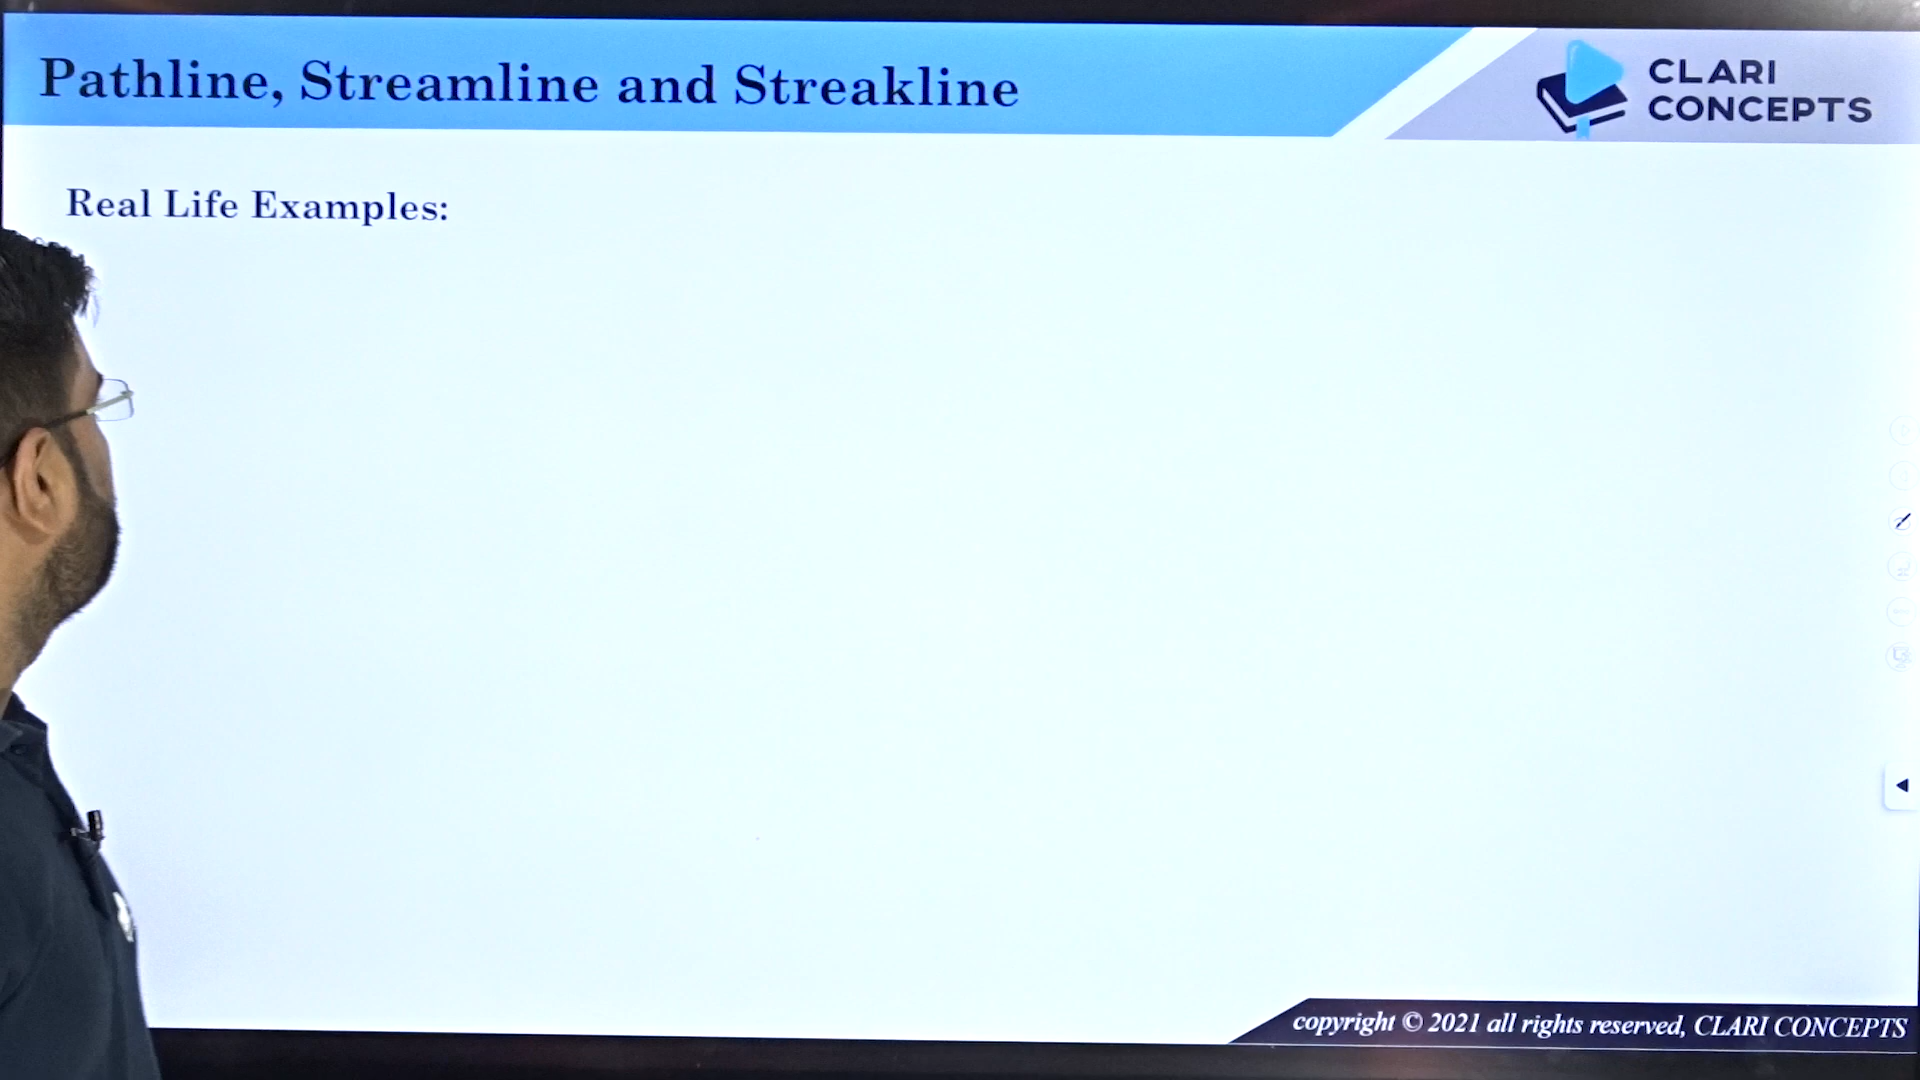 Pathline, Streamline and Streakline
CLARI
CONCEPTS
Real Life Examples:
copyright © 2021 all rights reserved, CLARI CONCEPTS